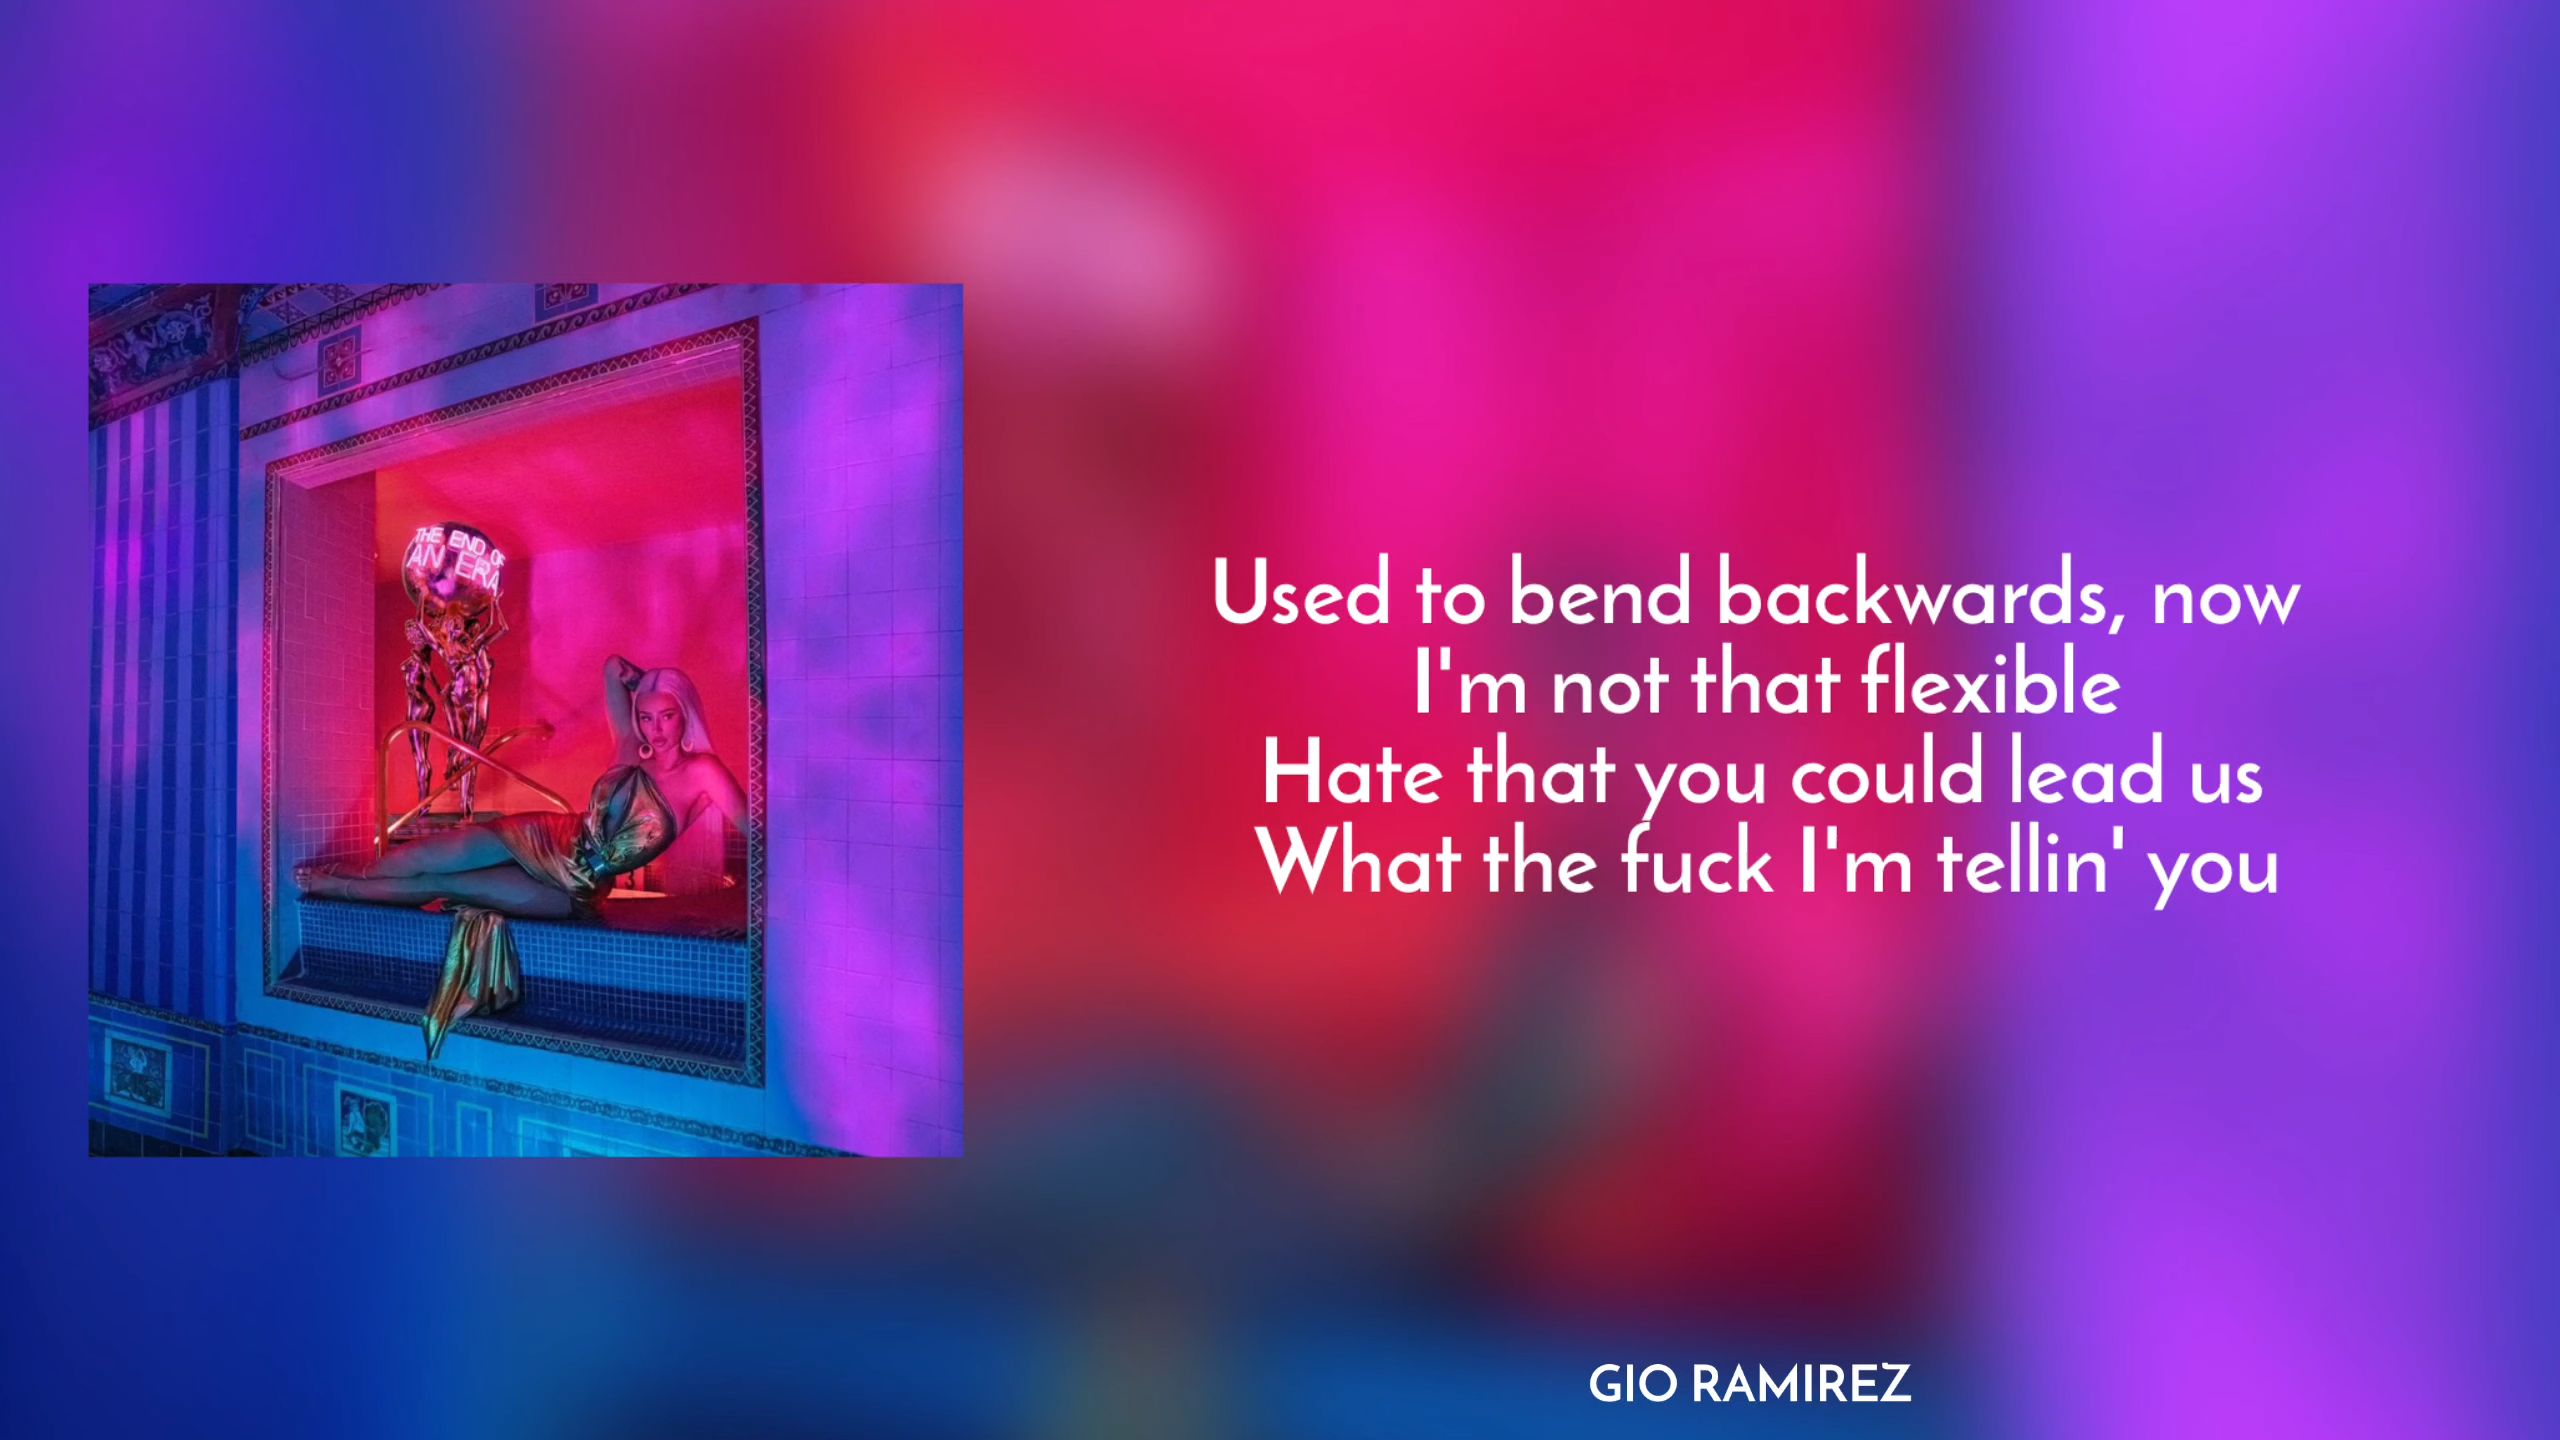 THE END OF
AN ERA
Used to bend backwards, now
I'm not that flexible
Hate that you could lead us
What the fuck I'm tellin' you
GIO RAMIREZ